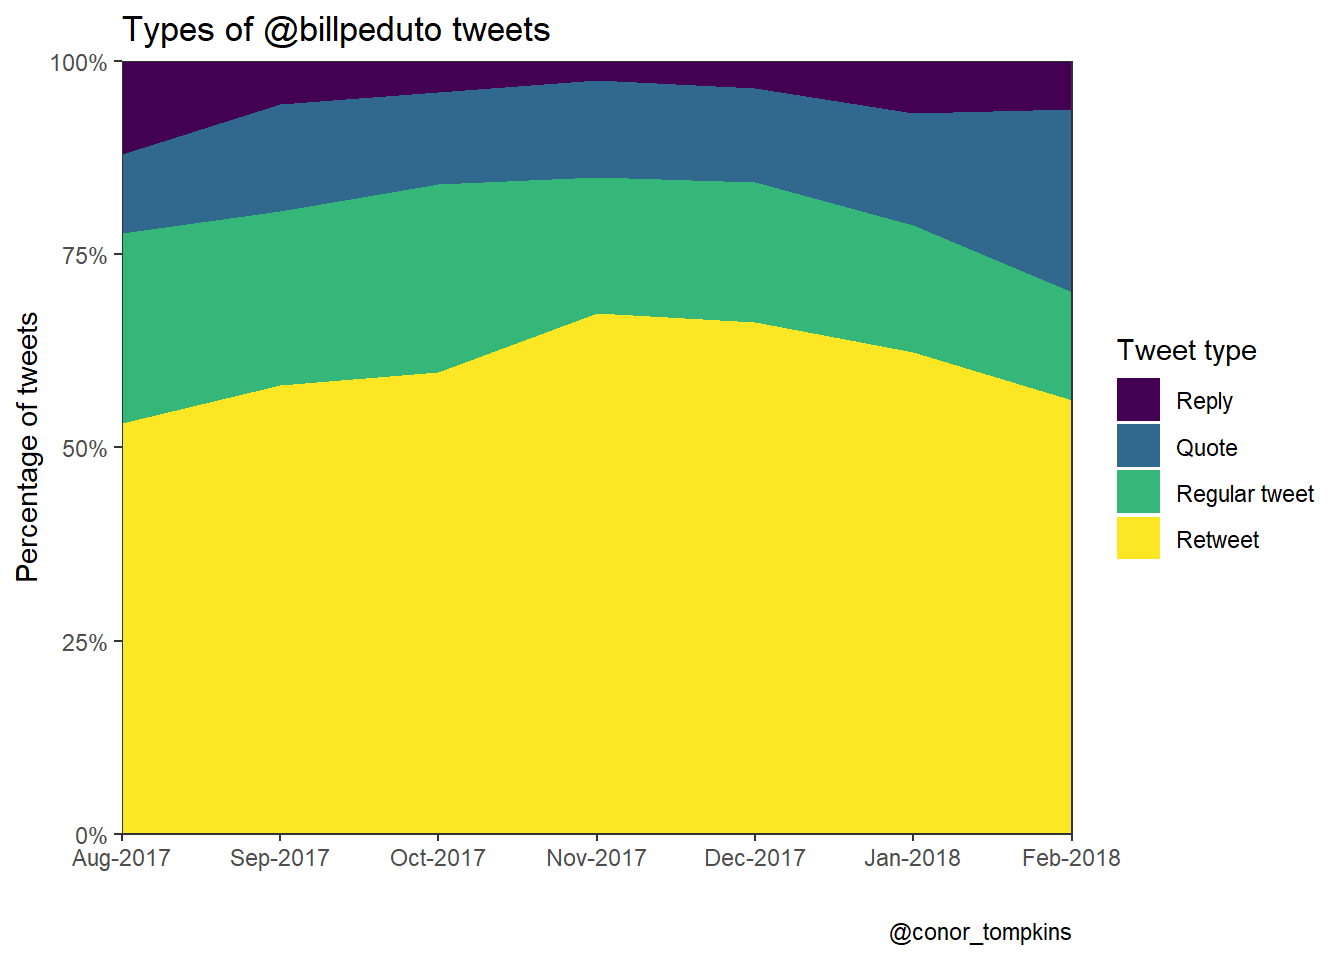 Types of @billpeduto tweets
100%
75%
50%
25%
0%
Percentage of tweets
Aug-2017 Sep-2017 Oct-2017 Nov-2017 Dec-2017 Jan-2018 Feb-2018
Tweet type
Reply
Quote
Regular tweet
Retweet
@conor_tompkins